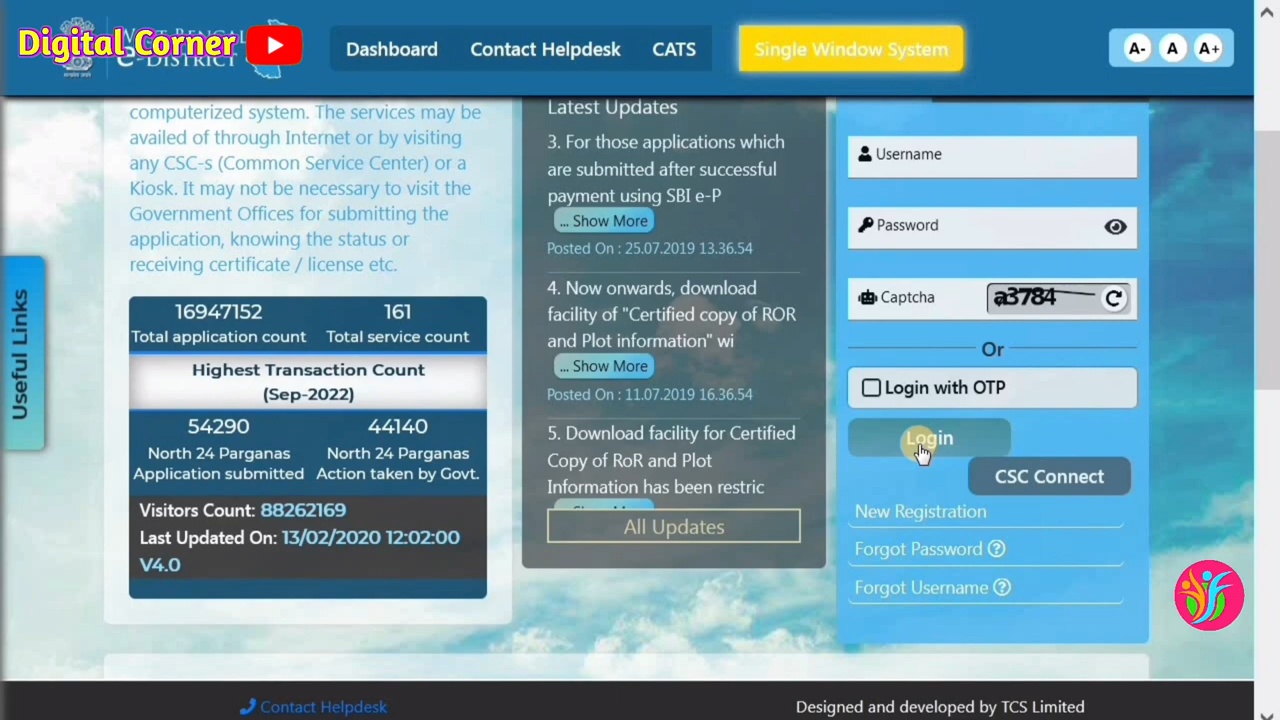 Digital Corner
WEST BENGAL
e-DISTRICT
Dashboard
Contact Helpdesk
CATS
Single Window System
A-
A
A+
computerized system. The services may be
availed of through Internet or by visiting
any CSC-s (Common Service Center) or a
Kiosk. It may not be necessary to visit the
Government Offices for submitting the
application, knowing the status or
receiving certificate / license etc.
16947152
Total application count
161
Total service count
Highest Transaction Count
(Sep-2022)
54290
North 24 Parganas
Application submitted
44140
North 24 Parganas
Action taken by Govt.
Visitors Count: 88262169
Last Updated On: 13/02/2020 12:02:00
V4.0
Useful Links
Latest Updates
3. For those applications which
are submitted after successful
payment using SBI e-P
... Show More
Posted On : 25.07.2019 13.36.54
4. Now onwards, download
facility of "Certified copy of ROR
and Plot information" wi
... Show More
Posted On : 11.07.2019 16.36.54
5. Download facility for Certified
Copy of RoR and Plot
Information has been restric
All Updates
Username
Password
Captcha
a3784
Or
Login with OTP
Login
CSC Connect
New Registration
Forgot Password
Forgot Username
Contact Helpdesk
Designed and developed by TCS Limited